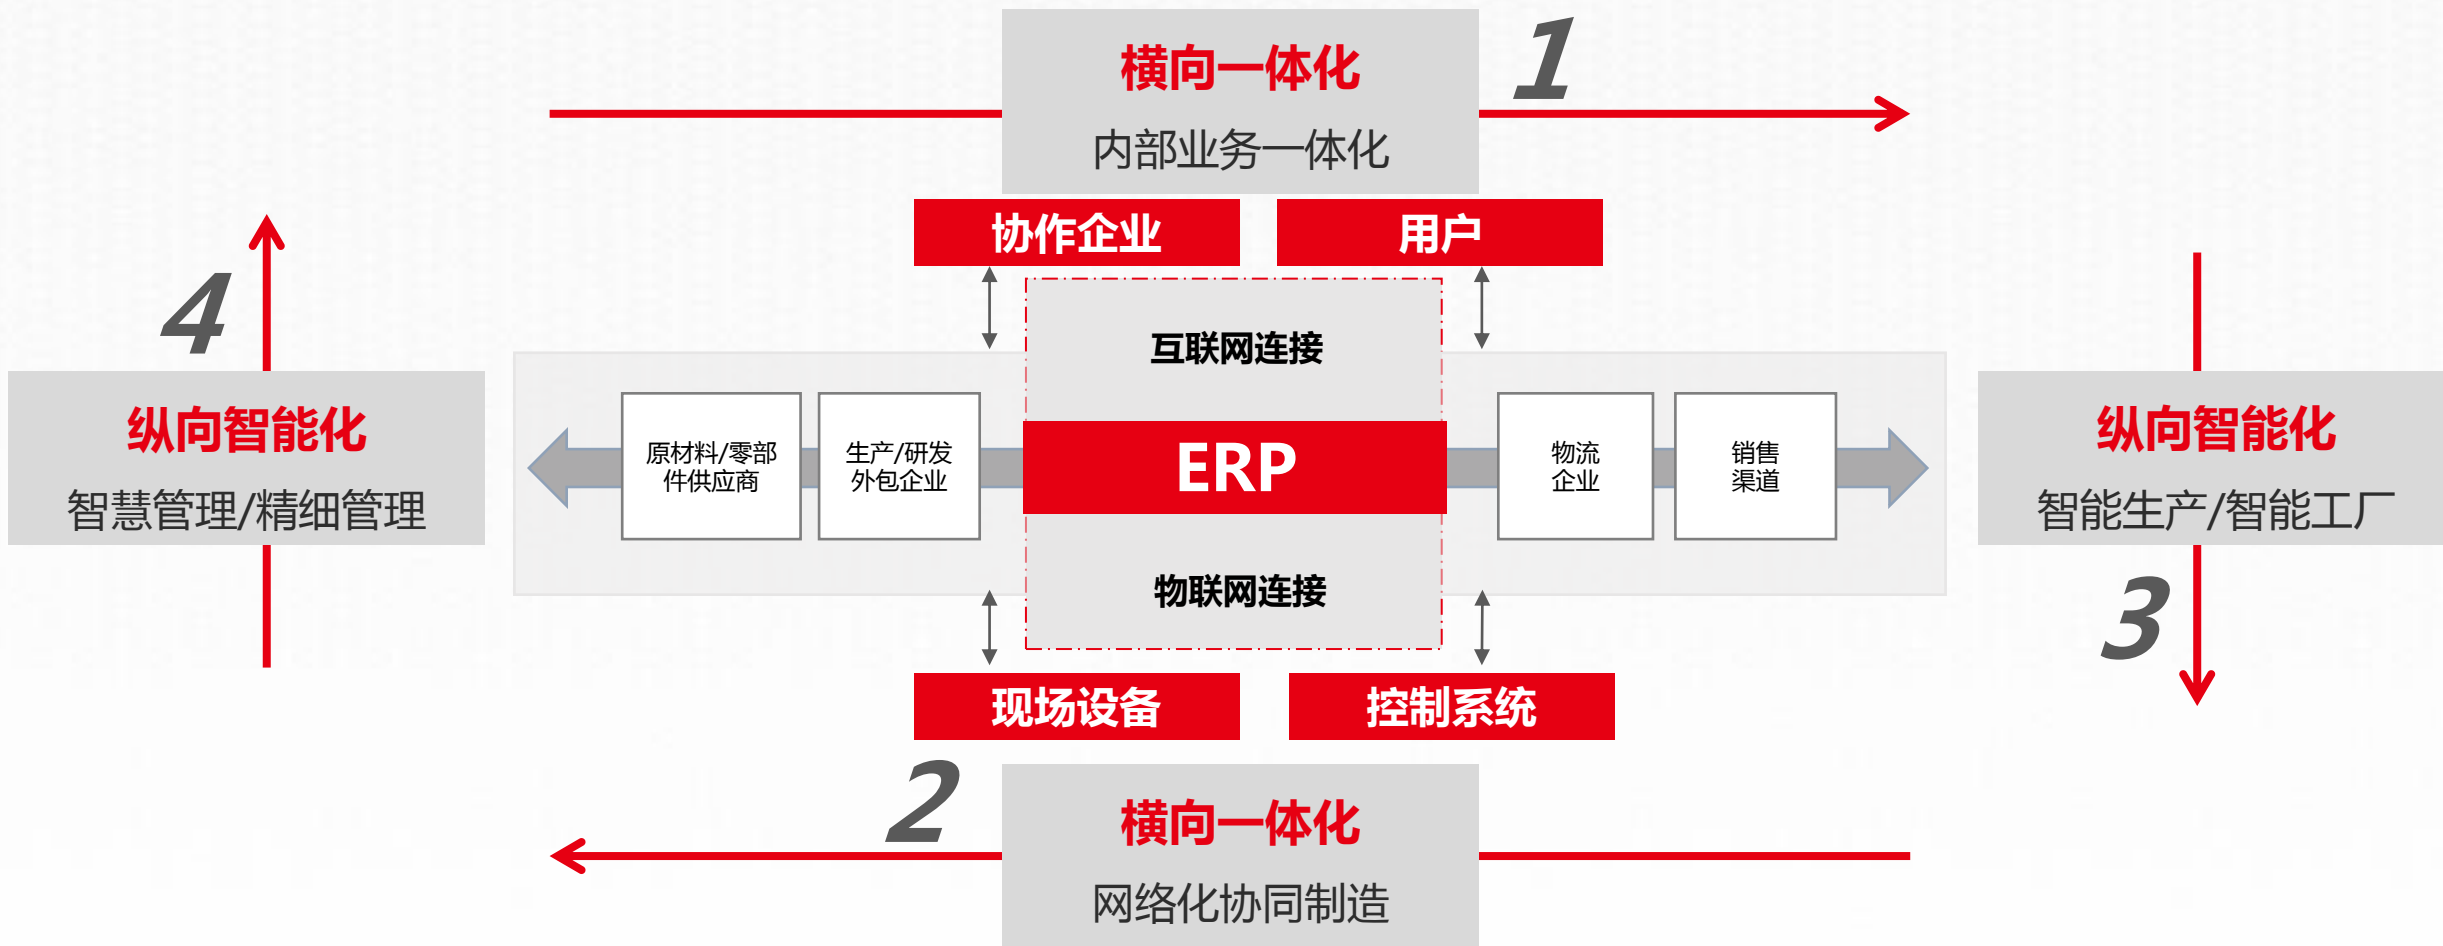 横向一体化
1
内部业务一体化
协作企业
用户
4
互联网连接
纵向智能化
智慧管理/精细管理
原材料/零部
件供应商
生产/研发
外包企业
ERP
物流
企业
销售
渠道
纵向智能化
智能生产/智能工厂
物联网连接
3
现场设备
控制系统
2
横向一体化
网络化协同制造